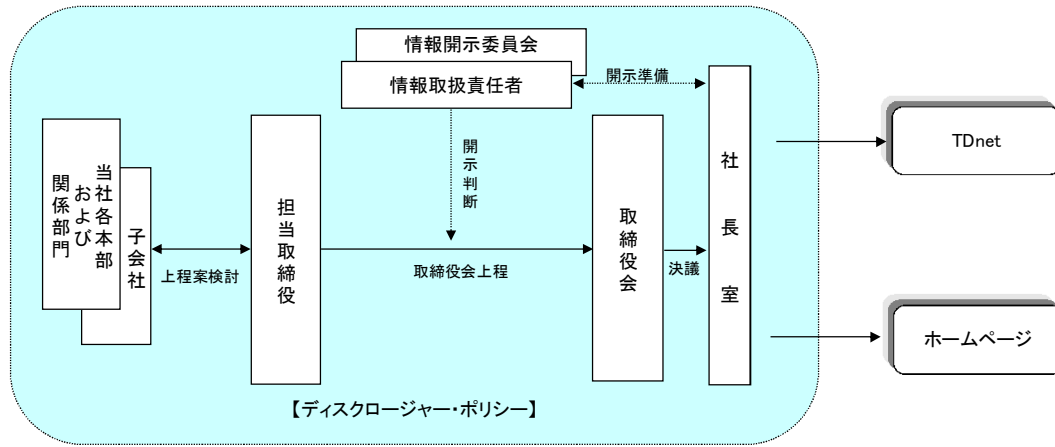 情報開示委員会
情報取扱責任者
開示準備
当社各本部
および
関係部門
子会社
上程案検討
担当取締役
開示判断
取締役会上程
取締役会
決議
社長室
TDnet
ホームページ
【ディスクロージャー・ポリシー】